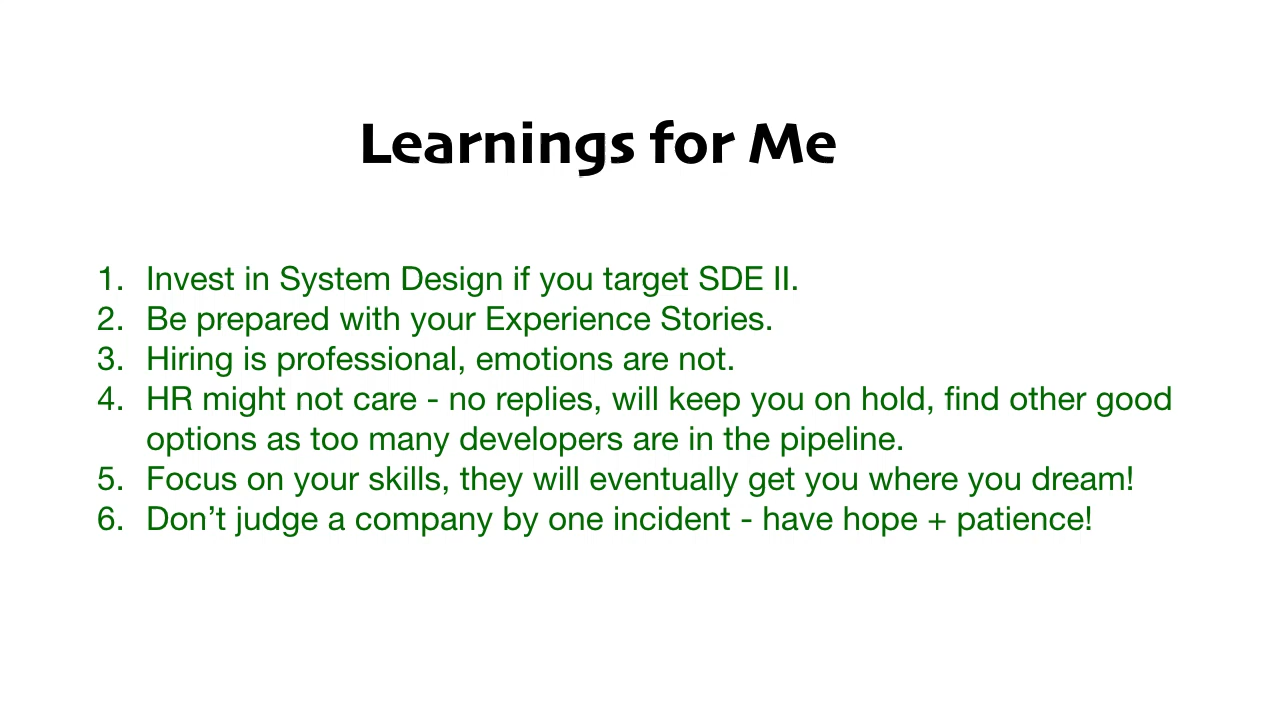 Learnings for Me
1. Invest in System Design if you target SDE II.
2. Be prepared with your Experience Stories.
3. Hiring is professional, emotions are not.
4. HR might not care - no replies, will keep you on hold, find other good
options as too many developers are in the pipeline.
5. Focus on your skills, they will eventually get you where you dream!
6. Don’t judge a company by one incident - have hope + patience!